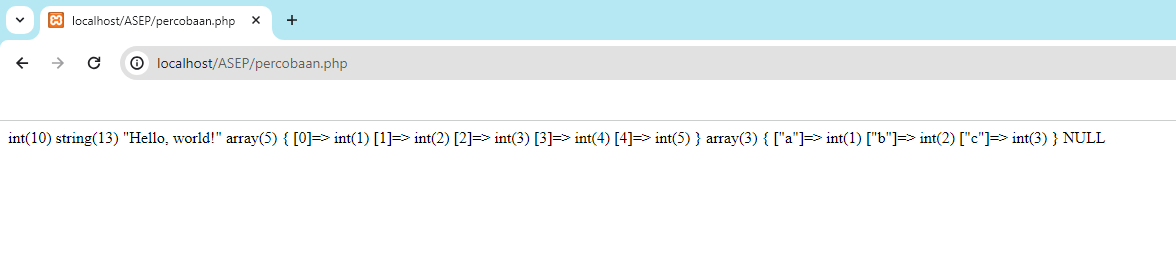 localhost/ASEP/percobaan.php
localhost/ASEP/percobaan.php
int(10) string(13) "Hello, world!" array(5) { [0]=> int(1) [1]=> int(2) [2]=> int(3) [3]=> int(4) [4]=> int(5) } array(3) { ["a"]=> int(1) ["b"]=> int(2) ["c"]=> int(3) } NULL